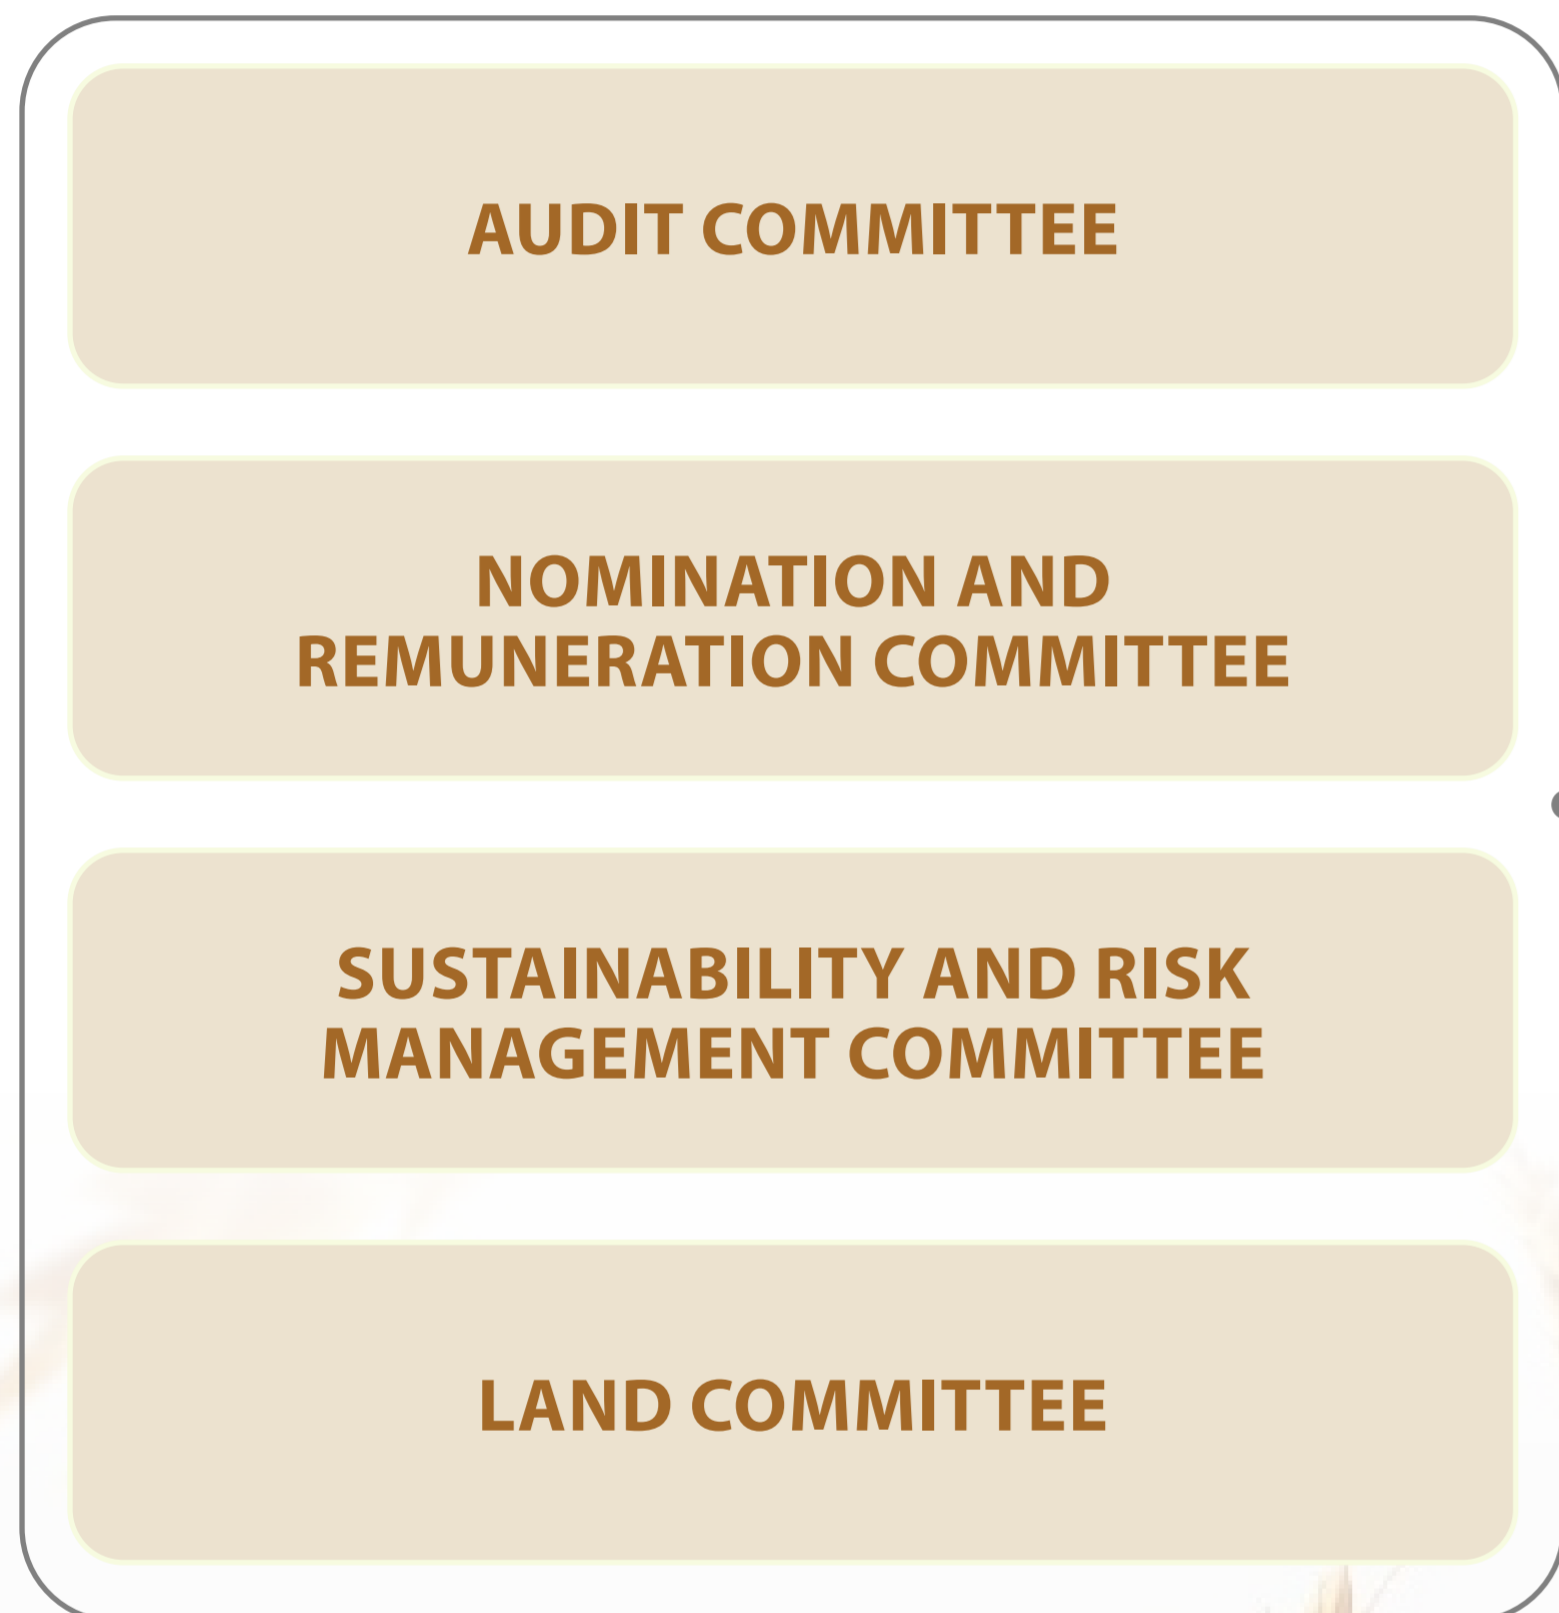 AUDIT COMMITTEE
NOMINATION AND
REMUNERATION COMMITTEE
SUSTAINABILITY AND RISK
MANAGEMENT COMMITTEE
LAND COMMITTEE